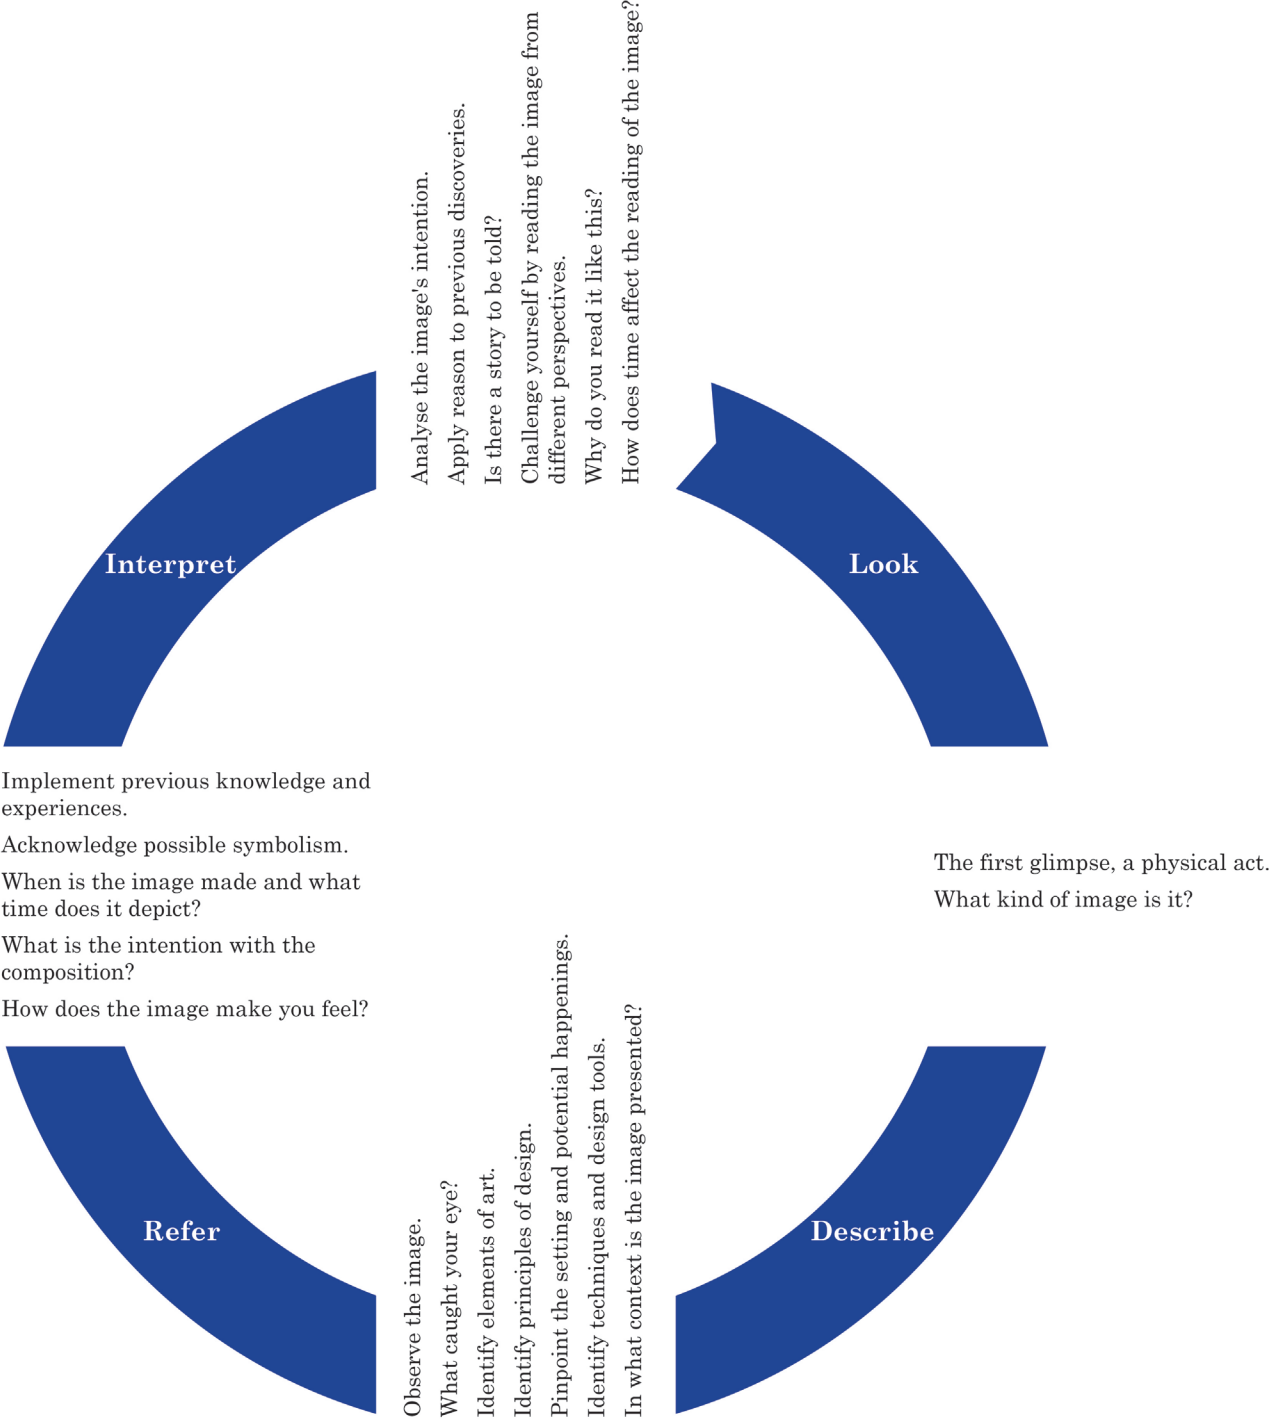 Look
The first glimpse, a physical act.
What kind of image is it?
Describe
Observe the image.
What caught your eye?
Identify elements of art.
Identify principles of design.
Pinpoint the setting and potential happenings.
Identify techniques and design tools.
In what context is the image presented?
Refer
Implement previous knowledge and
experiences.
Acknowledge possible symbolism.
When is the image made and what
time does it depict?
What is the intention with the
composition?
How does the image make you feel?
Interpret
Analyse the image's intention.
Apply reason to previous discoveries.
Is there a story to be told?
Challenge yourself by reading the image from
different perspectives.
Why do you read it like this?
How does time affect the reading of the image?